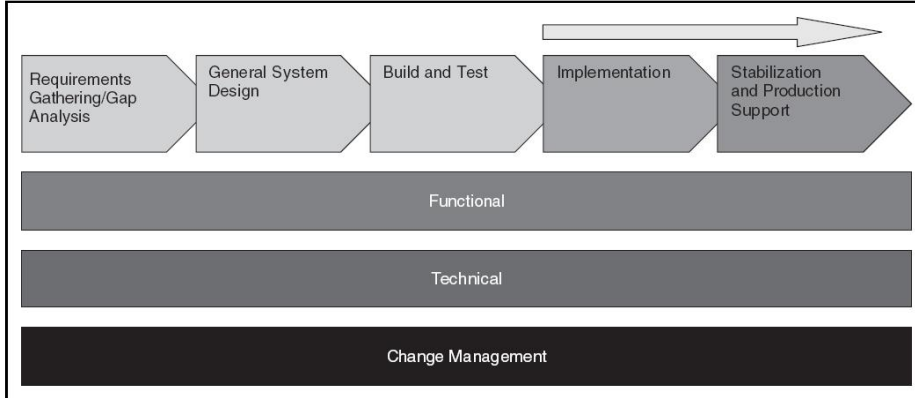 Requirements
Gathering/Gap
Analysis
General System
Design
Build and Test
Implementation
Stabilization
and Production
Support
Functional
Technical
Change Management